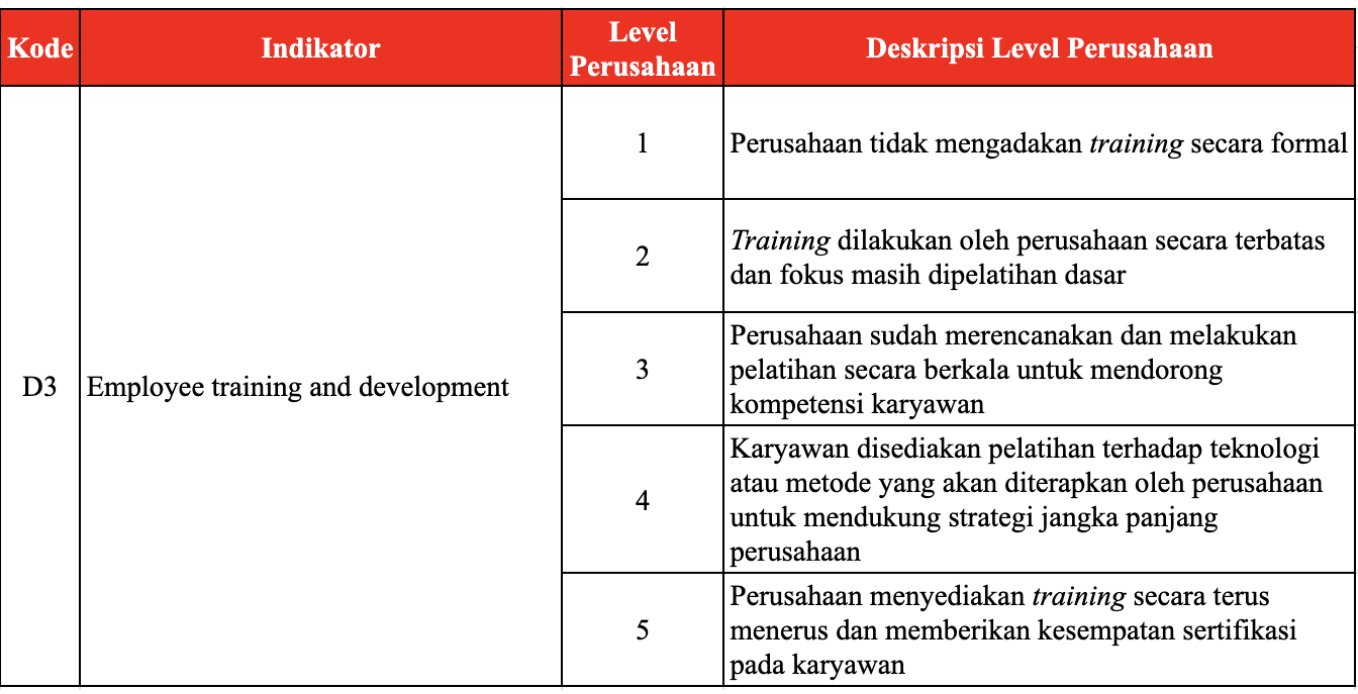 Kode
Indikator
Level
Perusahaan
Deskripsi Level Perusahaan
D3
Employee training and development
1
Perusahaan tidak mengadakan training secara formal
2
Training dilakukan oleh perusahaan secara terbatas
dan fokus masih dipelatihan dasar
3
Perusahaan sudah merencanakan dan melakukan
pelatihan secara berkala untuk mendorong
kompetensi karyawan
4
Karyawan disediakan pelatihan terhadap teknologi
atau metode yang akan diterapkan oleh perusahaan
untuk mendukung strategi jangka panjang
perusahaan
5
Perusahaan menyediakan training secara terus
menerus dan memberikan kesempatan sertifikasi
pada karyawan